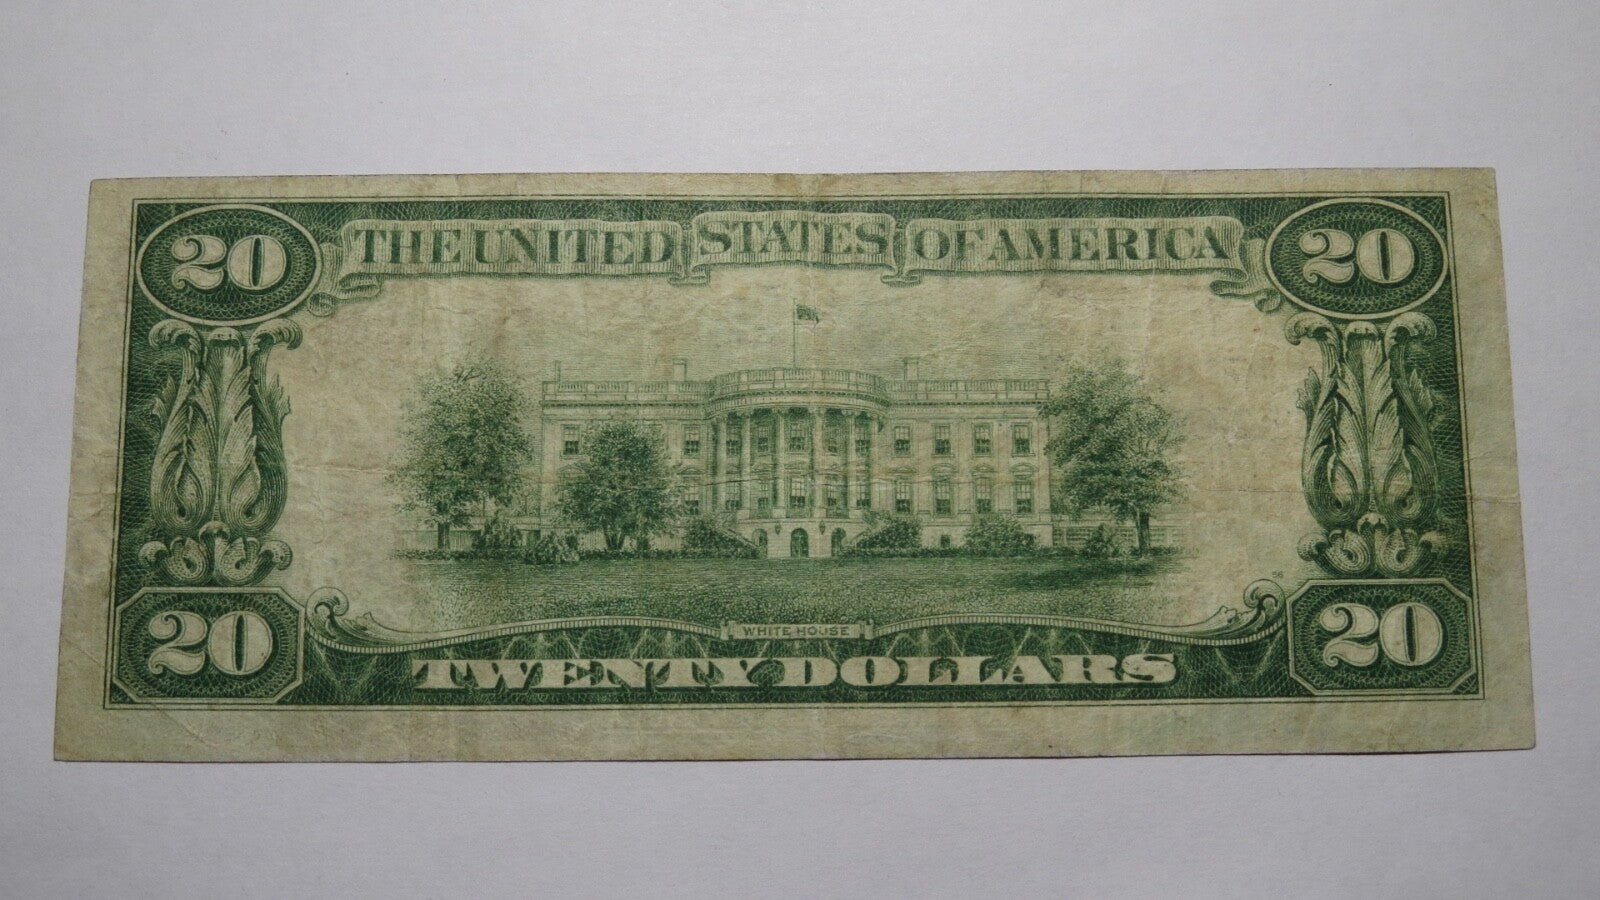 20 THE UNITED STATES OF AMERICA 20
WHITE HOUSE
20 TWENTY DOLLARS 20